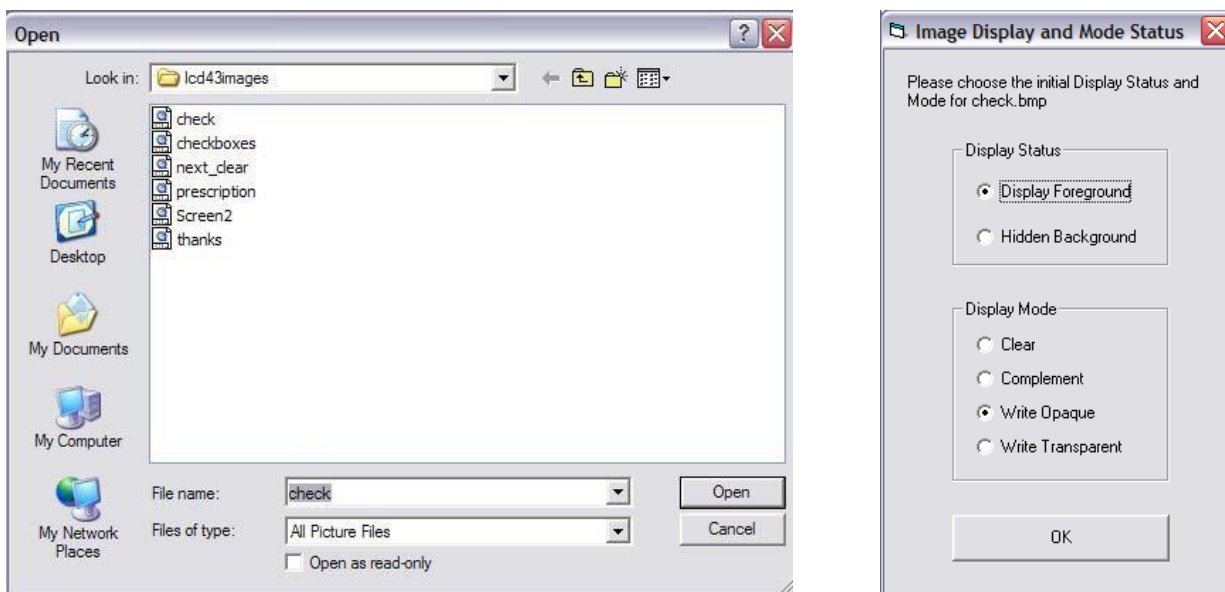 Open
Look in:
lcd43images
My Recent
Documents
Desktop
My Documents
My Computer
My Network
Places
check
checkboxes
next_clear
prescription
Screen2
thanks
File name:
check
Open
Files of type:
All Picture Files
Cancel
Open as read-only
Image Display and Mode Status
Please choose the initial Display Status and
Mode for check.bmp
Display Status
Display Foreground
Hidden Background
Display Mode
Clear
Complement
Write Opaque
Write Transparent
OK